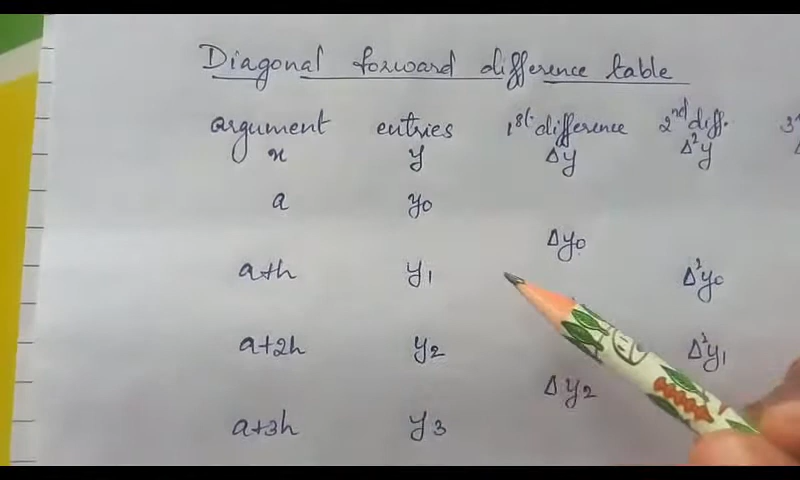 Diagonal forward difference table
argument entries 1st difference 2nd diff.
x y Δy Δ²y
a y0
Δy0
a+h y1 Δ²y0
a+2h y2 Δ²y1
Δy2
a+3h y3